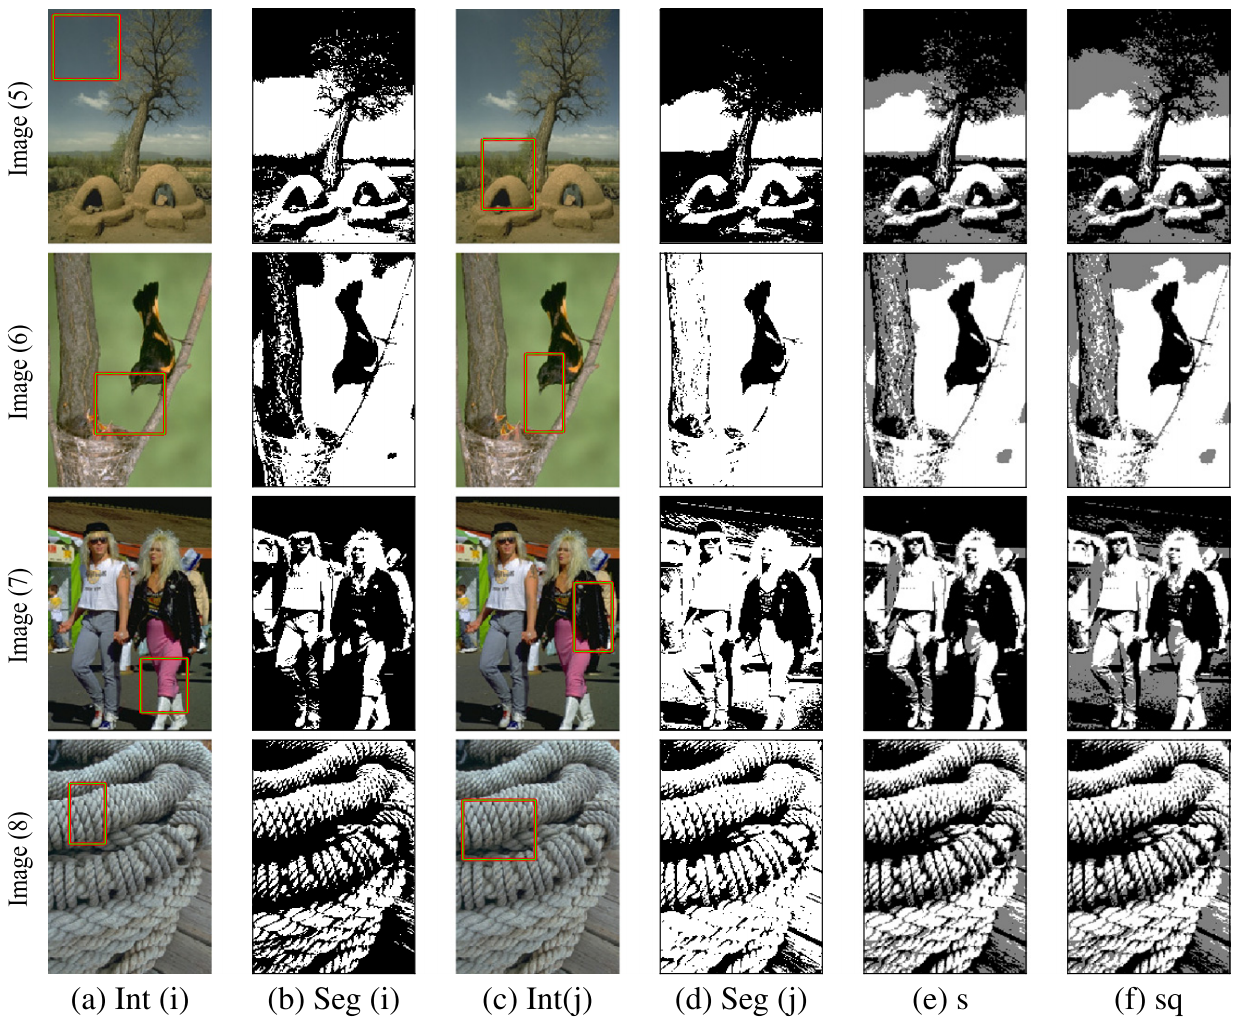 Image (5)
Image (6)
Image (7)
Image (8)
(a) Int (i)
(b) Seg (i)
(c) Int(j)
(d) Seg (j)
(e) s
(f) sq